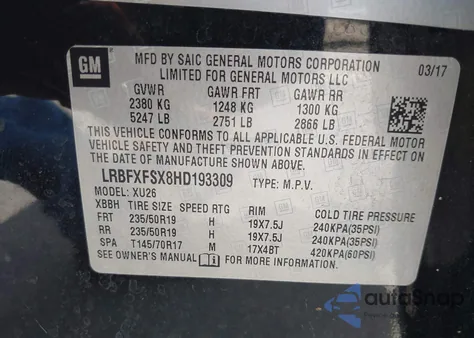 GM
MFD BY SAIC GENERAL MOTORS CORPORATION
LIMITED FOR GENERAL MOTORS LLC
03/17
GVWR GAWR FRT GAWR RR
2380 KG 1248 KG 1300 KG
5247 LB 2751 LB 2866 LB
THIS VEHICLE CONFORMS TO ALL APPLICABLE U.S. FEDERAL MOTOR
VEHICLE SAFETY AND THEFT PREVENTION STANDARDS IN
EFFECT ON THE DATE OF MANUFACTURE SHOWN ABOVE.
LRBFXFSX8HD193309 TYPE: M.P.V.
MODEL: XU26
XBBH TIRE SIZE SPEED RTG RIM COLD TIRE PRESSURE
FRT 235/50R19 H 19X7.5J 240KPA(35PSI)
RR 235/50R19 H 19X7.5J 240KPA(35PSI)
SPA T145/70R17 M 17X4BT 420KPA(60PSI)
SEE OWNER'S MANUAL i FOR MORE INFORMATION.
autoSnap